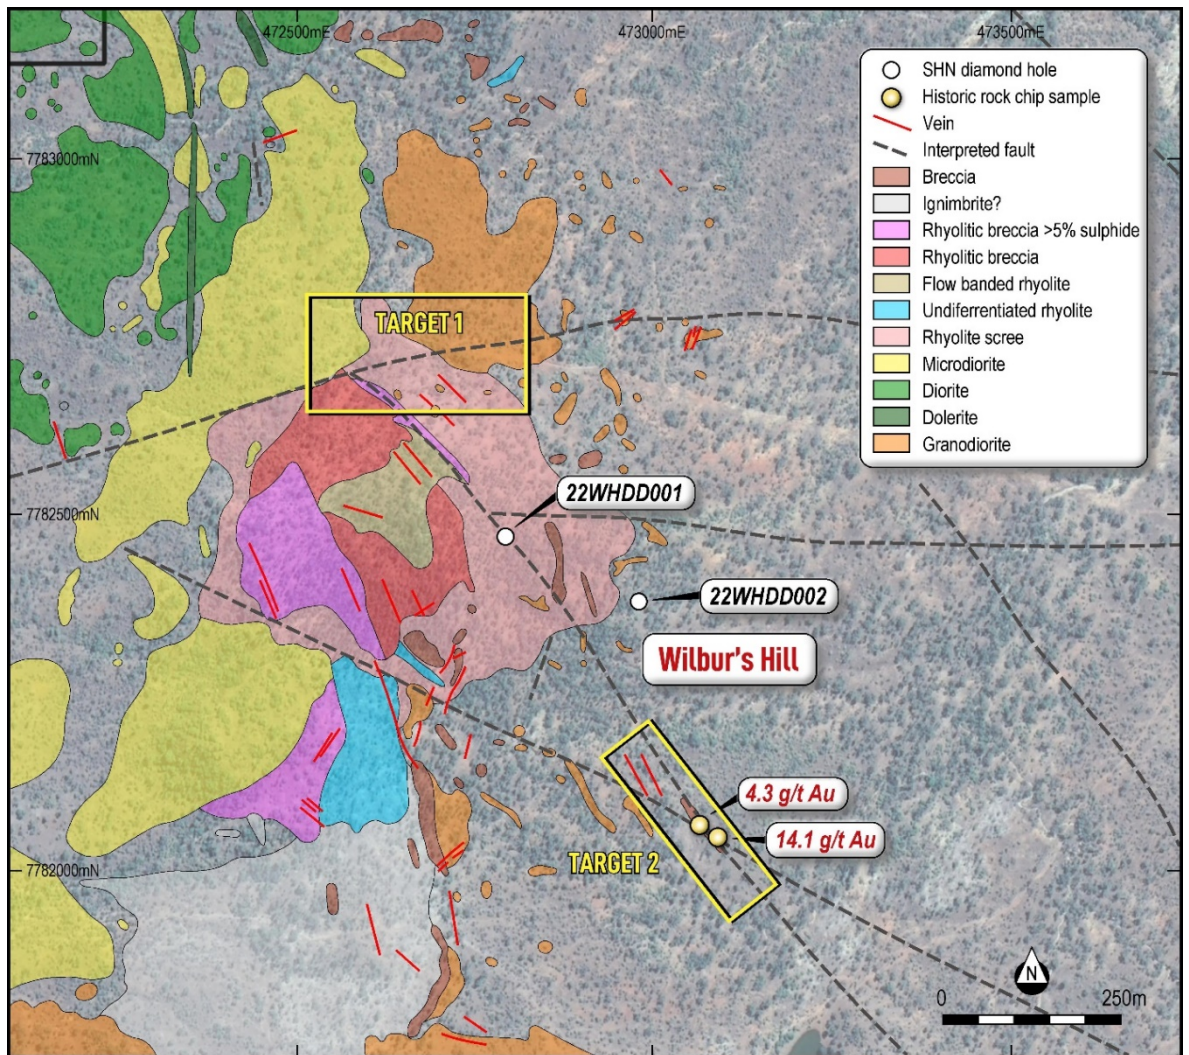 472500mE
473000mE
473500mE
SHN diamond hole
Historic rock chip sample
Vein
Interpreted fault
Breccia
Ignimbrite?
Rhyolitic breccia >5% sulphide
Rhyolitic breccia
Flow banded rhyolite
Undiferrentiated rhyolite
Rhyolite scree
Microdiorite
Diorite
Dolerite
Granodiorite
7783000mN
TARGET 1
22WHDD001
7782500mN
22WHDD002
Wilbur's Hill
4.3 g/t Au
14.1 g/t Au
TARGET 2
7782000mN
N
0 250m